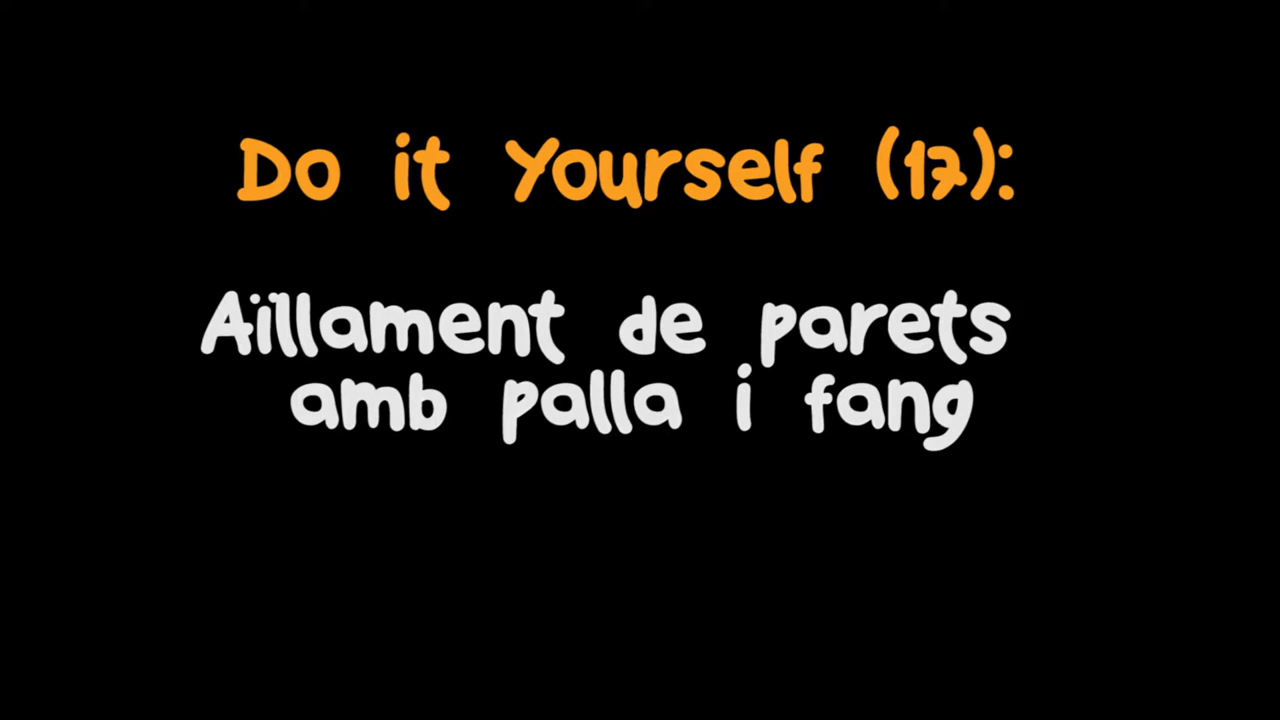 Do it Yourself (17):
Aïllament de parets
amb palla i fang